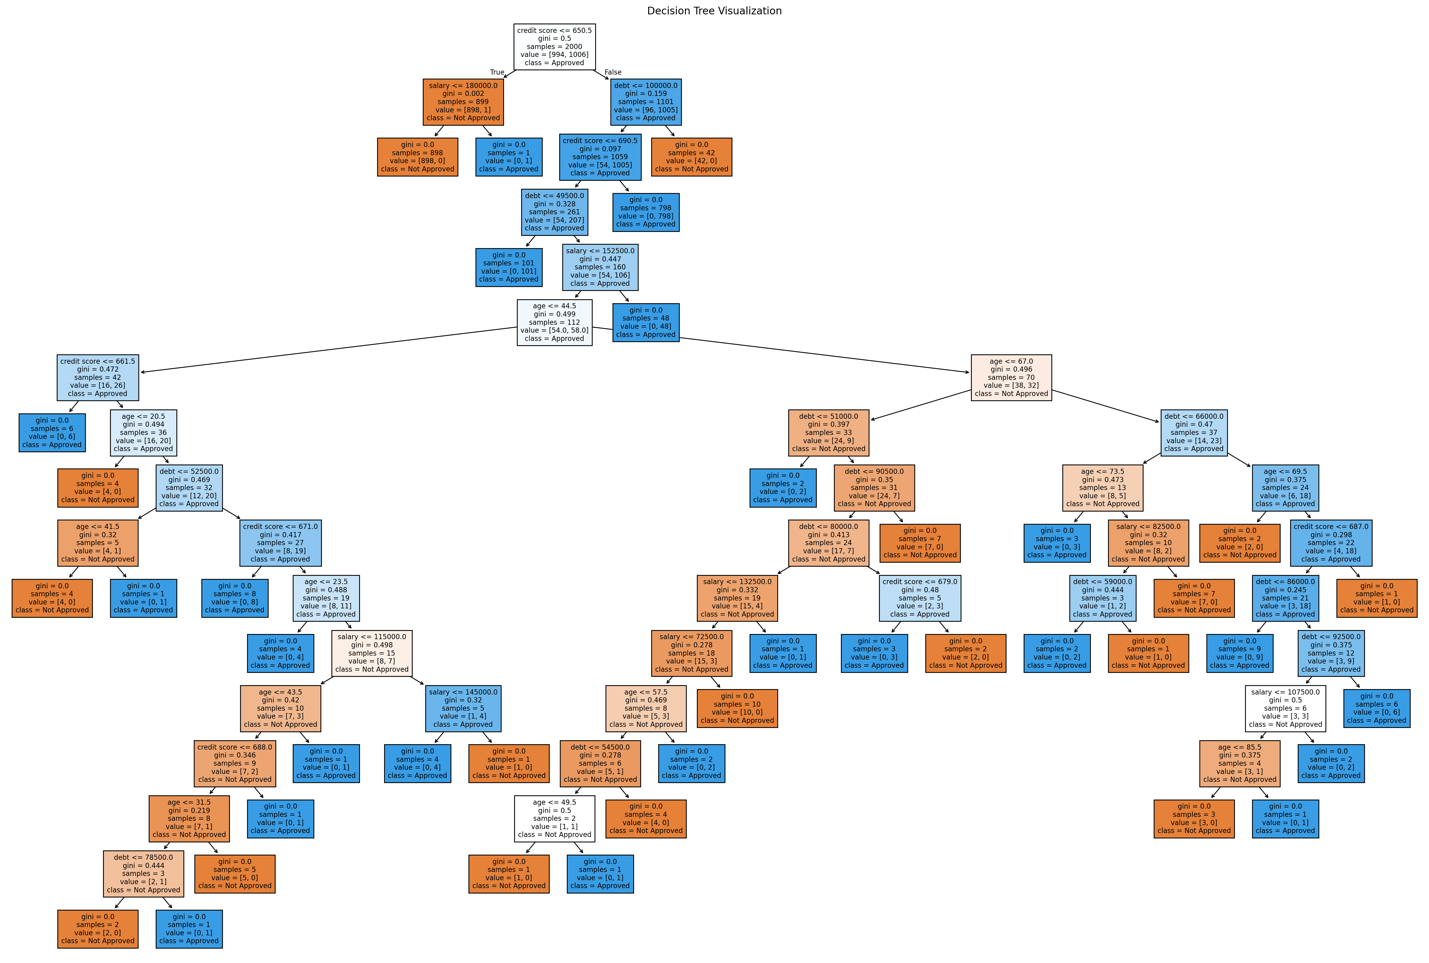 Decision Tree Visualization
credit score <= 650.5
gini = 0.5
samples = 2000
value = [994, 1006]
class = Approved
True
False
salary <= 180000.0
gini = 0.002
samples = 899
value = [898, 1]
class = Not Approved
debt <= 100000.0
gini = 0.159
samples = 1101
value = [96, 1005]
class = Approved
gini = 0.0
samples = 898
value = [898, 0]
class = Not Approved
gini = 0.0
samples = 1
value = [0, 1]
class = Approved
credit score <= 690.5
gini = 0.097
samples = 1059
value = [54, 1005]
class = Approved
gini = 0.0
samples = 42
value = [42, 0]
class = Not Approved
debt <= 49500.0
gini = 0.328
samples = 261
value = [54, 207]
class = Approved
gini = 0.0
samples = 798
value = [0, 798]
class = Approved
gini = 0.0
samples = 101
value = [0, 101]
class = Approved
salary <= 152500.0
gini = 0.447
samples = 160
value = [54, 106]
class = Approved
age <= 44.5
gini = 0.499
samples = 112
value = [54.0, 58.0]
class = Approved
gini = 0.0
samples = 48
value = [0, 48]
class = Approved
credit score <= 661.5
gini = 0.472
samples = 42
value = [16, 26]
class = Approved
age <= 67.0
gini = 0.496
samples = 70
value = [38, 32]
class = Not Approved
gini = 0.0
samples = 6
value = [0, 6]
class = Approved
age <= 20.5
gini = 0.494
samples = 36
value = [16, 20]
class = Approved
debt <= 51000.0
gini = 0.397
samples = 33
value = [24, 9]
class = Not Approved
debt <= 66000.0
gini = 0.47
samples = 37
value = [14, 23]
class = Approved
gini = 0.0
samples = 4
value = [4, 0]
class = Not Approved
debt <= 52500.0
gini = 0.469
samples = 32
value = [12, 20]
class = Approved
gini = 0.0
samples = 2
value = [0, 2]
class = Approved
debt <= 90500.0
gini = 0.35
samples = 31
value = [24, 7]
class = Not Approved
age <= 73.5
gini = 0.473
samples = 13
value = [8, 5]
class = Not Approved
age <= 69.5
gini = 0.375
samples = 24
value = [6, 18]
class = Approved
age <= 41.5
gini = 0.32
samples = 5
value = [4, 1]
class = Not Approved
credit score <= 671.0
gini = 0.417
samples = 27
value = [8, 19]
class = Approved
debt <= 80000.0
gini = 0.413
samples = 24
value = [17, 7]
class = Not Approved
gini = 0.0
samples = 7
value = [7, 0]
class = Not Approved
gini = 0.0
samples = 3
value = [0, 3]
class = Approved
salary <= 82500.0
gini = 0.32
samples = 10
value = [8, 2]
class = Not Approved
gini = 0.0
samples = 2
value = [2, 0]
class = Not Approved
credit score <= 687.0
gini = 0.298
samples = 22
value = [4, 18]
class = Approved
gini = 0.0
samples = 4
value = [4, 0]
class = Not Approved
gini = 0.0
samples = 1
value = [0, 1]
class = Approved
gini = 0.0
samples = 8
value = [0, 8]
class = Approved
age <= 23.5
gini = 0.488
samples = 19
value = [8, 11]
class = Approved
salary <= 132500.0
gini = 0.332
samples = 19
value = [15, 4]
class = Not Approved
credit score <= 679.0
gini = 0.48
samples = 5
value = [2, 3]
class = Approved
debt <= 59000.0
gini = 0.444
samples = 3
value = [1, 2]
class = Approved
gini = 0.0
samples = 7
value = [7, 0]
class = Not Approved
debt <= 86000.0
gini = 0.245
samples = 21
value = [3, 18]
class = Approved
gini = 0.0
samples = 1
value = [1, 0]
class = Not Approved
gini = 0.0
samples = 4
value = [0, 4]
class = Approved
salary <= 115000.0
gini = 0.498
samples = 15
value = [8, 7]
class = Not Approved
salary <= 72500.0
gini = 0.278
samples = 18
value = [15, 3]
class = Not Approved
gini = 0.0
samples = 1
value = [0, 1]
class = Approved
gini = 0.0
samples = 3
value = [0, 3]
class = Approved
gini = 0.0
samples = 2
value = [2, 0]
class = Not Approved
gini = 0.0
samples = 2
value = [0, 2]
class = Approved
gini = 0.0
samples = 1
value = [1, 0]
class = Not Approved
gini = 0.0
samples = 9
value = [0, 9]
class = Approved
debt <= 92500.0
gini = 0.375
samples = 12
value = [3, 9]
class = Approved
age <= 43.5
gini = 0.42
samples = 10
value = [7, 3]
class = Not Approved
salary <= 145000.0
gini = 0.32
samples = 5
value = [1, 4]
class = Approved
age <= 57.5
gini = 0.469
samples = 8
value = [5, 3]
class = Not Approved
gini = 0.0
samples = 10
value = [10, 0]
class = Not Approved
salary <= 107500.0
gini = 0.5
samples = 6
value = [3, 3]
class = Not Approved
gini = 0.0
samples = 6
value = [0, 6]
class = Approved
credit score <= 688.0
gini = 0.346
samples = 9
value = [7, 2]
class = Not Approved
gini = 0.0
samples = 1
value = [0, 1]
class = Approved
gini = 0.0
samples = 4
value = [0, 4]
class = Approved
gini = 0.0
samples = 1
value = [1, 0]
class = Not Approved
debt <= 54500.0
gini = 0.278
samples = 6
value = [5, 1]
class = Not Approved
gini = 0.0
samples = 2
value = [0, 2]
class = Approved
age <= 85.5
gini = 0.375
samples = 4
value = [3, 1]
class = Not Approved
gini = 0.0
samples = 2
value = [0, 2]
class = Approved
age <= 31.5
gini = 0.219
samples = 8
value = [7, 1]
class = Not Approved
gini = 0.0
samples = 1
value = [0, 1]
class = Approved
age <= 49.5
gini = 0.5
samples = 2
value = [1, 1]
class = Not Approved
gini = 0.0
samples = 4
value = [4, 0]
class = Not Approved
gini = 0.0
samples = 3
value = [3, 0]
class = Not Approved
gini = 0.0
samples = 1
value = [0, 1]
class = Approved
debt <= 78500.0
gini = 0.444
samples = 3
value = [2, 1]
class = Not Approved
gini = 0.0
samples = 5
value = [5, 0]
class = Not Approved
gini = 0.0
samples = 1
value = [1, 0]
class = Not Approved
gini = 0.0
samples = 1
value = [0, 1]
class = Approved
gini = 0.0
samples = 2
value = [2, 0]
class = Not Approved
gini = 0.0
samples = 1
value = [0, 1]
class = Approved